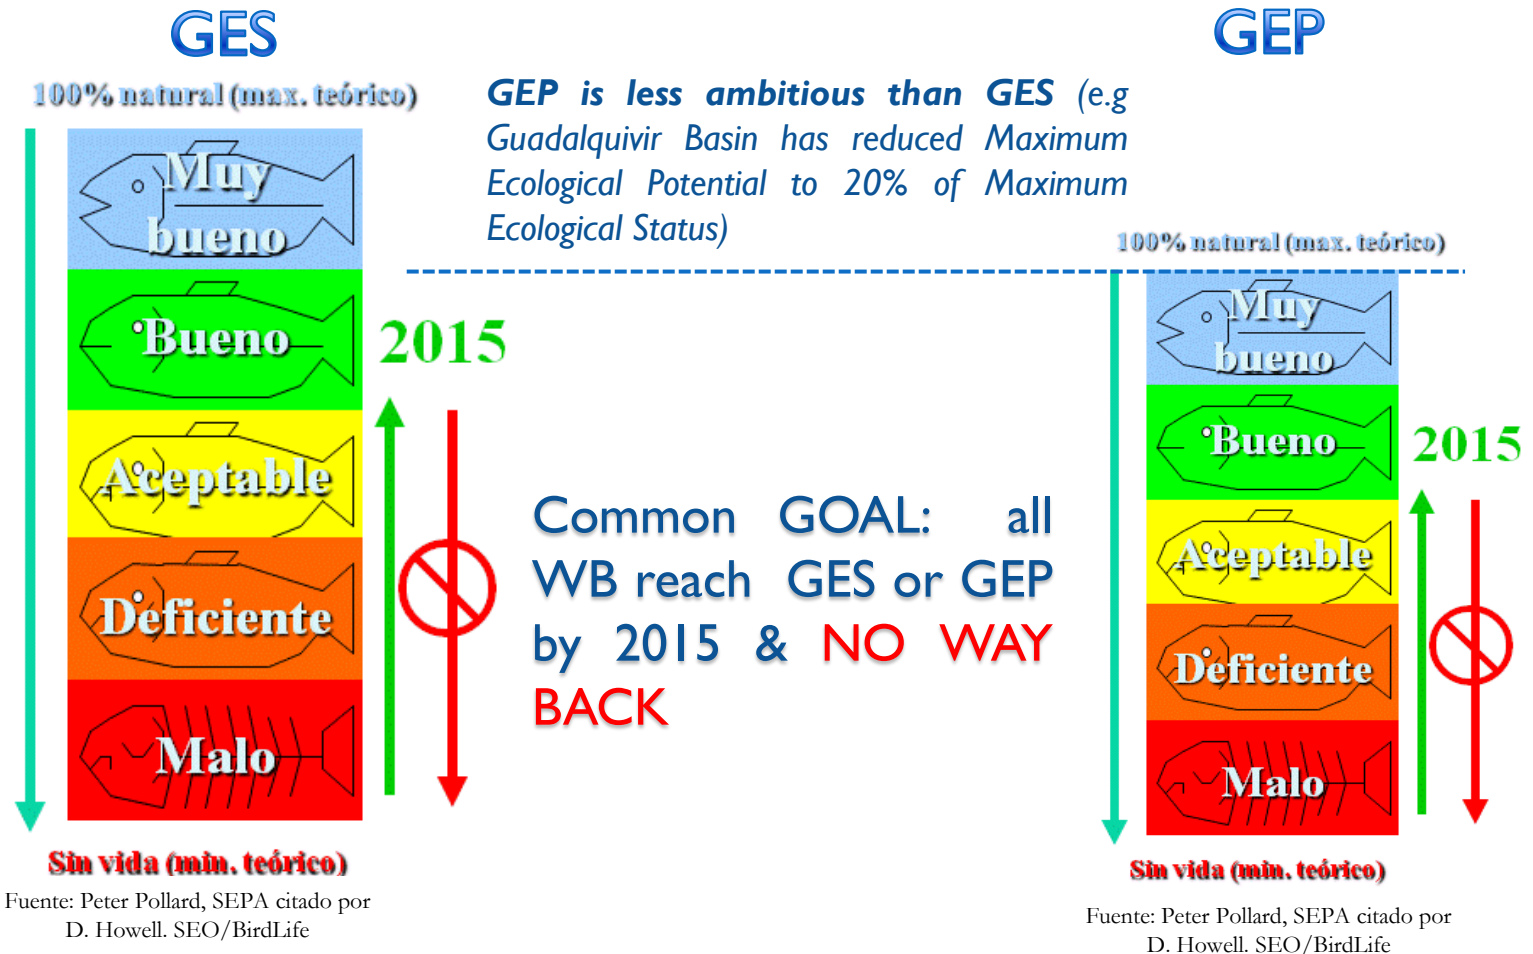 GES
100% natural (max. teórico)
Muy
bueno
Bueno
2015
Aceptable
Deficiente
Malo
Sin vida (min. teórico)
Fuente: Peter Pollard, SEPA citado por
D. Howell. SEO/BirdLife
GEP is less ambitious than GES (e.g
Guadalquivir Basin has reduced Maximum
Ecological Potential to 20% of Maximum
Ecological Status)
Common GOAL: all
WB reach GES or GEP
by 2015 & NO WAY
BACK
GEP
100% natural (max. teórico)
Muy
bueno
Bueno
2015
Aceptable
Deficiente
Malo
Sin vida (min. teórico)
Fuente: Peter Pollard, SEPA citado por
D. Howell. SEO/BirdLife